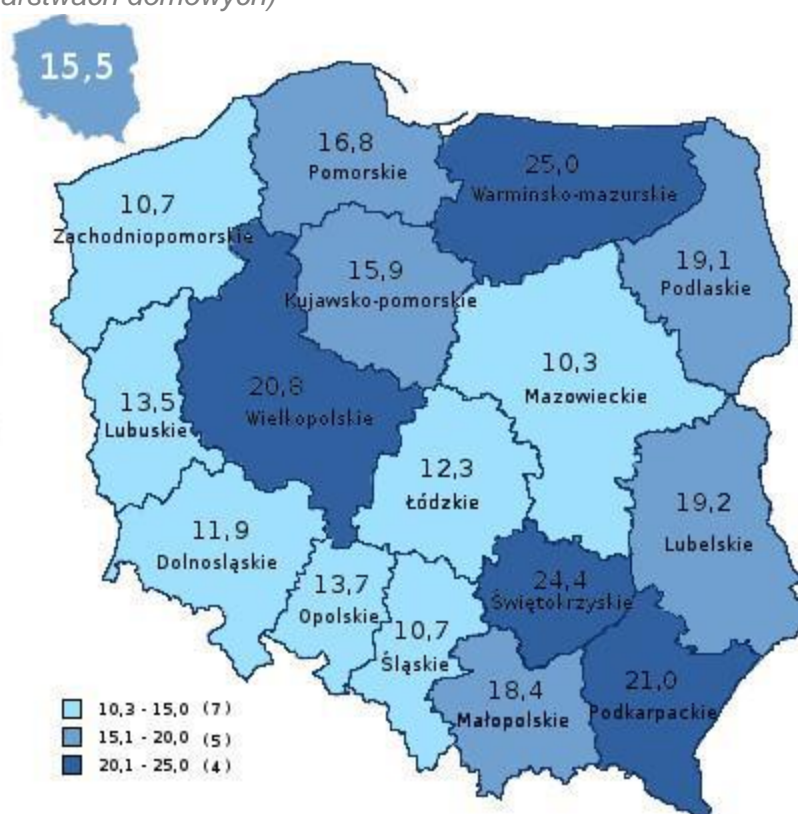 arstwach domowych)
15,5
16,8
Pomorskie
25,0
Warminsko-mazurskie
10,7
Zachodniopomorskie
15,9
Kujawsko-pomorskie
19,1
Podlaskie
10,3
Mazowieckie
20,8
Wielkopolskie
13,5
Lubuskie
12,3
Łódzkie
19,2
Lubelskie
11,9
Dolnosląskie
13,7
Opolskie
24,4
Świętokrzyskie
10,7
Śląskie
18,4
Małopolskie
21,0
Podkarpackie
10,3 - 15,0 (7)
15,1 - 20,0 (5)
20,1 - 25,0 (4)